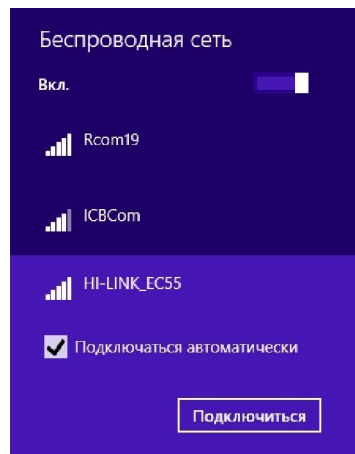 Беспроводная сеть
Вкл.
Rcom19
ICBCom
HI-LINK_EC55
Подключаться автоматически
Подключиться